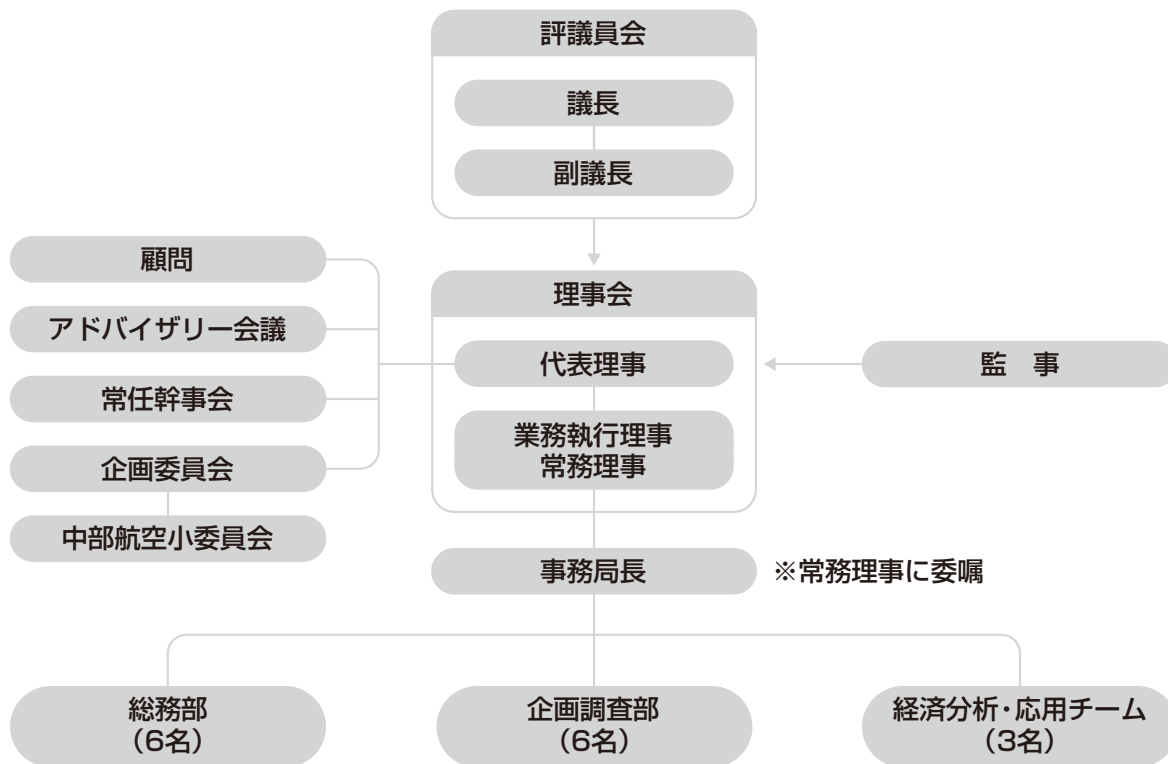 評議員会
議長
副議長
顧問
アドバイザリー会議
常任幹事会
企画委員会
中部航空小委員会
理事会
代表理事
業務執行理事
常務理事
監　事
事務局長
※常務理事に委嘱
総務部
（6名）
企画調査部
（6名）
経済分析・応用チーム
（3名）